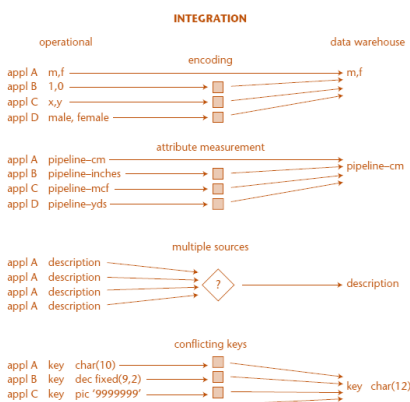 INTEGRATION
operational data warehouse
encoding
appl A m,f m,f
appl B 1,0
appl C x,y
appl D male, female
attribute measurement
appl A pipeline–cm
pipeline–cm
appl B pipeline–inches
appl C pipeline–mcf
appl D pipeline–yds
multiple sources
appl A description
appl A description
? description
appl A description
appl A description
conflicting keys
appl A key char(10)
appl B key dec fixed(9,2)
key char(12)
appl C key pic '9999999'